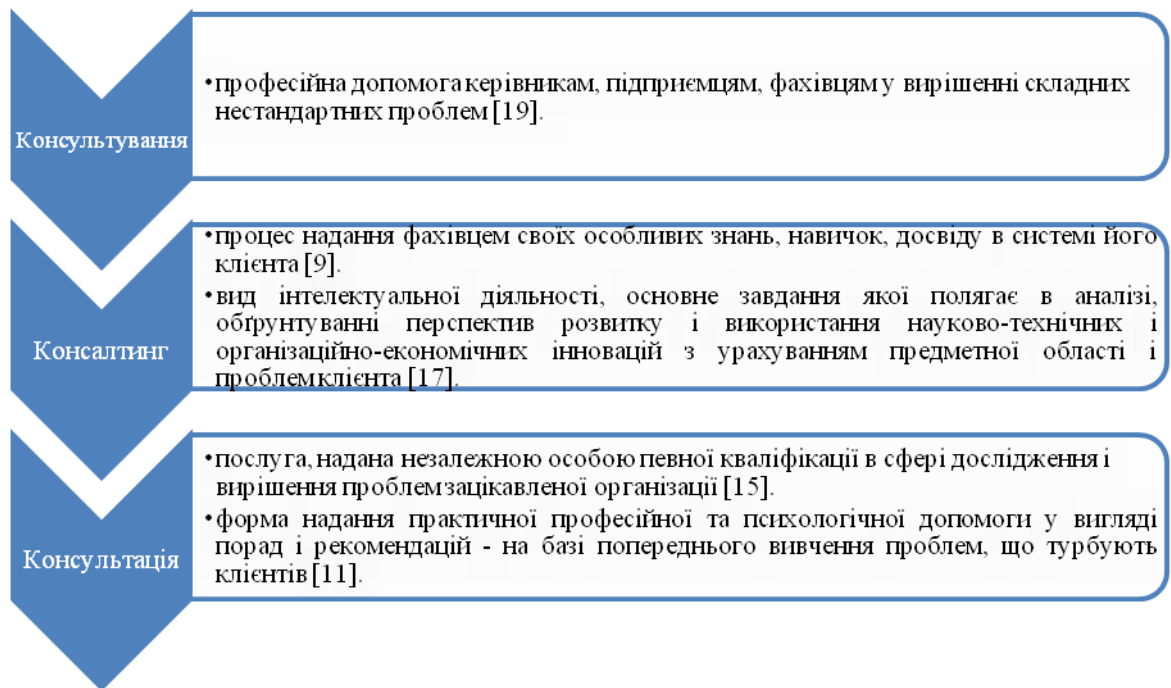 Консультування
•професійна допомога керівникам, підприємцям, фахівцям у вирішенні складних
нестандартних проблем [19].
Консалтинг
•процес надання фахівцем своїх особливих знань, навичок, досвіду в системі його
клієнта [9].
•вид інтелектуальної діяльності, основне завдання якої полягає в аналізі,
обґрунтуванні перспектив розвитку і використання науково-технічних і
організаційно-економічних інновацій з урахуванням предметної області і
проблем клієнта [17].
Консультація
•послуга, надана незалежною особою певної кваліфікації в сфері дослідження і
вирішення проблем зацікавленої організації [15].
•форма надання практичної професійної та психологічної допомоги у вигляді
порад і рекомендацій - на базі попереднього вивчення проблем, що турбують
клієнтів [11].